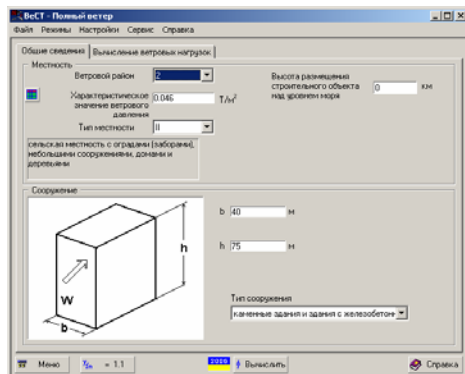 ВеСТ - Полный ветер
Файл Режимы Настройки Сервис Справка
Общие сведения Вычисление ветровых нагрузок
Местность
Ветровой район 2
Характеристическое значение ветрового давления 0.046 Т/м²
Тип местности II
сельская местность с оградами (заборами), небольшими сооружениями, домами и деревьями
Высота размещения строительного объекта над уровнем моря 0 км
Сооружение
h
W
b
b 40 м
h 75 м
Тип сооружения
каменные здания и здания с железобетонн
Меню = 1.1 Вычислить Справка